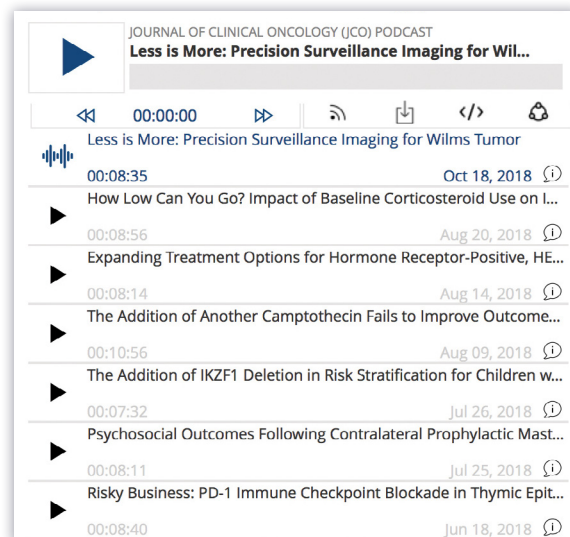 JOURNAL OF CLINICAL ONCOLOGY (JCO) PODCAST
Less is More: Precision Surveillance Imaging for Wil...
00:00:00
Less is More: Precision Surveillance Imaging for Wilms Tumor
00:08:35 Oct 18, 2018
How Low Can You Go? Impact of Baseline Corticosteroid Use on I...
00:08:56 Aug 20, 2018
Expanding Treatment Options for Hormone Receptor-Positive, HE...
00:08:14 Aug 14, 2018
The Addition of Another Camptothecin Fails to Improve Outcome...
00:10:56 Aug 09, 2018
The Addition of IKZF1 Deletion in Risk Stratification for Children w...
00:07:32 Jul 26, 2018
Psychosocial Outcomes Following Contralateral Prophylactic Mast...
00:08:11 Jul 25, 2018
Risky Business: PD-1 Immune Checkpoint Blockade in Thymic Epit...
00:08:40 Jun 18, 2018